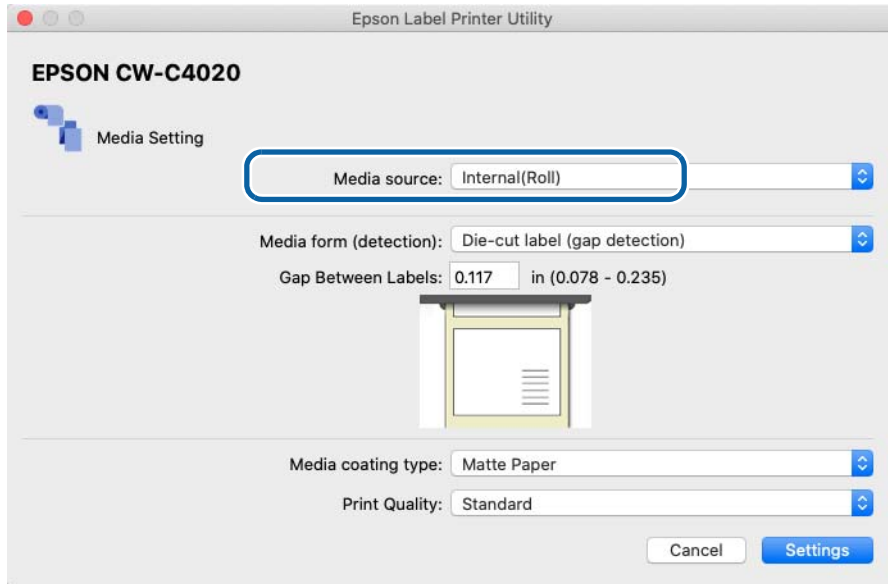 Epson Label Printer Utility
EPSON CW-C4020
Media Setting
Media source: Internal(Roll)
Media form (detection): Die-cut label (gap detection)
Gap Between Labels: 0.117 in (0.078 - 0.235)
Media coating type: Matte Paper
Print Quality: Standard
Cancel Settings